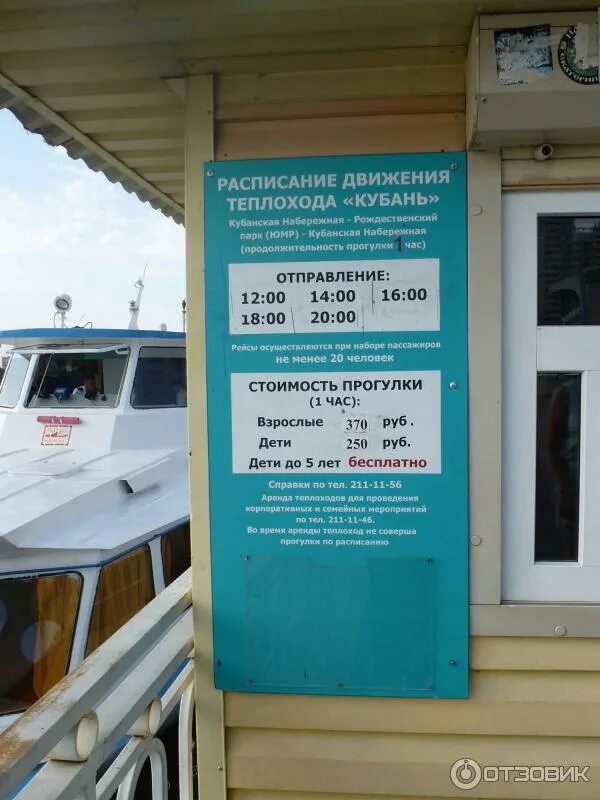 РАСПИСАНИЕ ДВИЖЕНИЯ
ТЕПЛОХОДА «КУБАНЬ»
Кубанская Набережная - Рождественский
парк (ЮМР) - Кубанская Набережная
(продолжительность прогулки 1 час)
ОТПРАВЛЕНИЕ:
12:00 14:00 16:00
18:00 20:00
Рейсы осуществляются при наборе пассажиров
не менее 20 человек
СТОИМОСТЬ ПРОГУЛКИ
(1 ЧАС):
Взрослые 370 руб.
Дети 250 руб.
Дети до 5 лет бесплатно
Справки по тел. 211-11-56
Аренда теплоходов для проведения
корпоративных и семейных мероприятий
по тел. 211-11-46.
Во время аренды теплоход не соверша
прогулки по расписанию
ОТЗОВИК